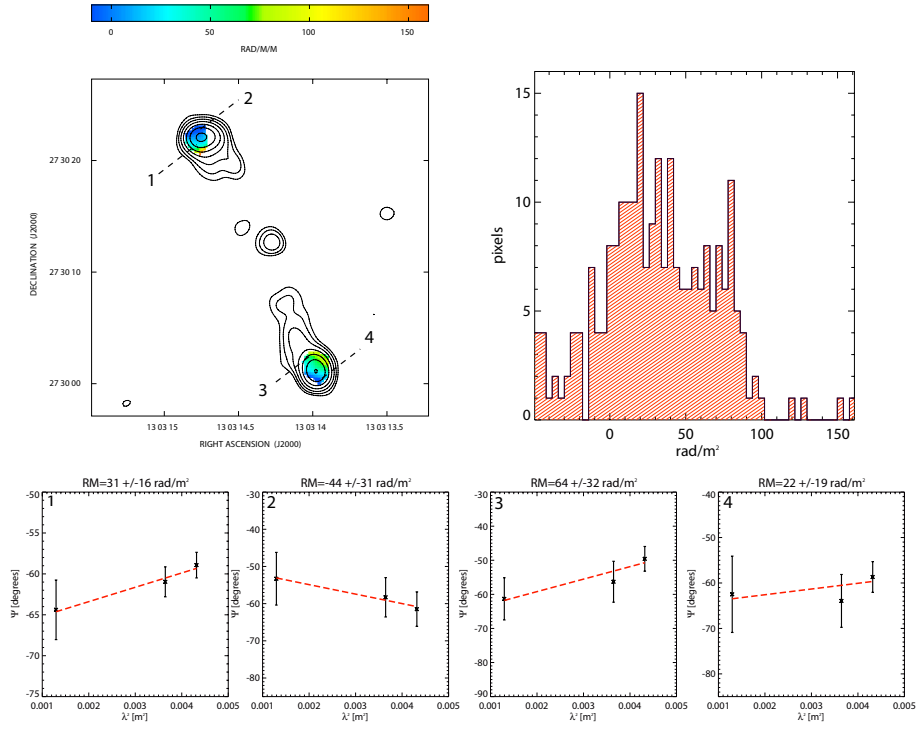 0 50 100 150
RAD/M/M
2
1
4
3
27 30 20
10
27 30 00
DECLINATION (J2000)
13 03 15 13 03 14.5 13 03 14 13 03 13.5
RIGHT ASCENSION (J2000)
15
10
5
0
pixels
0 50 100 150
rad/m²
RM=31 +/-16 rad/m²
1
-50
-55
-60
-65
-70
-75
Ψ [degrees]
0.001 0.002 0.003 0.004 0.005
λ² [m²]
RM=-44 +/-31 rad/m²
2
-30
-40
-50
-60
-70
-80
Ψ [degrees]
0.001 0.002 0.003 0.004 0.005
λ² [m²]
RM=64 +/-32 rad/m²
3
-30
-40
-50
-60
-70
-80
-90
Ψ [degrees]
0.001 0.002 0.003 0.004 0.005
λ² [m²]
RM=22 +/-19 rad/m²
4
-40
-50
-60
-70
-80
Ψ [degrees]
0.001 0.002 0.003 0.004 0.005
λ² [m²]